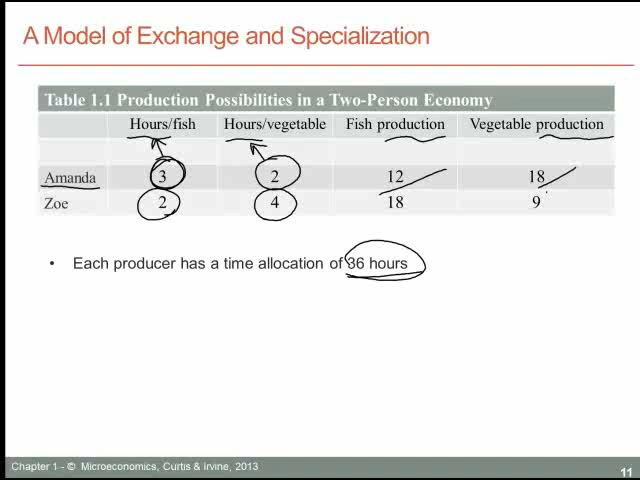 A Model of Exchange and Specialization
Table 1.1 Production Possibilities in a Two-Person Economy
Hours/fish Hours/vegetable Fish production Vegetable production
Amanda 3 2 12 18
Zoe 2 4 18 9
• Each producer has a time allocation of 36 hours
Chapter 1 - © Microeconomics, Curtis & Irvine, 2013
11